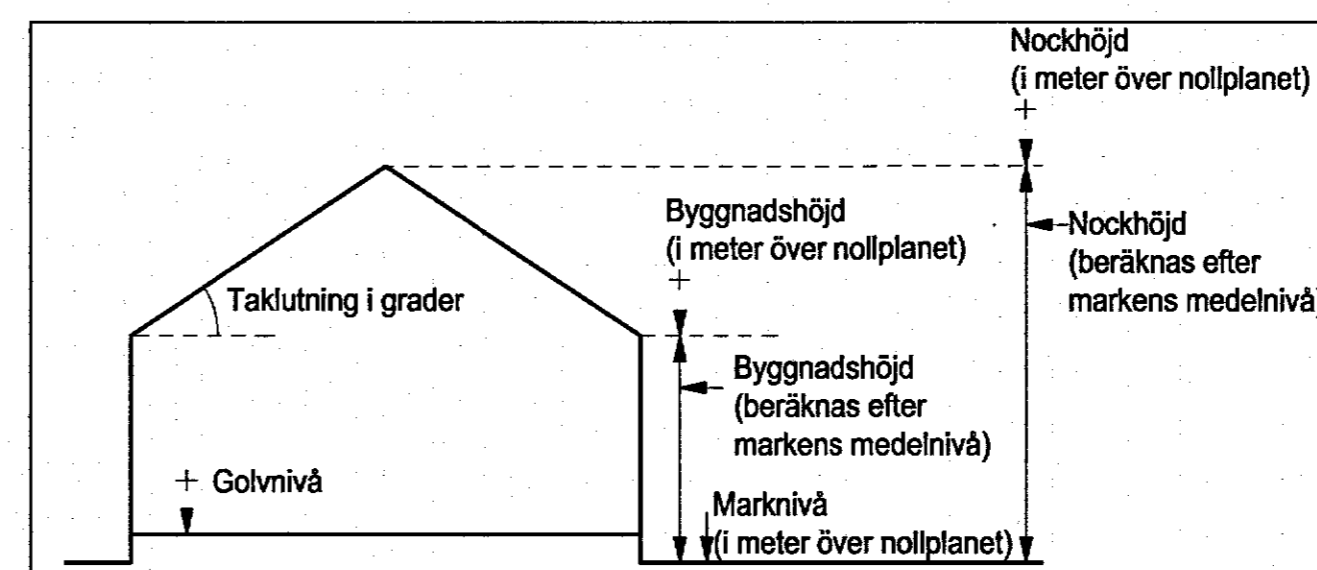 Nockhöjd
(i meter över nollplanet)
+
Byggnadshöjd
(i meter över nollplanet)
+
Nockhöjd
(beräknas efter
markens medelnivå)
Taklutning i grader
Byggnadshöjd
(beräknas efter
markens medelnivå)
+ Golvnivå
Marknivå
(i meter över nollplanet)